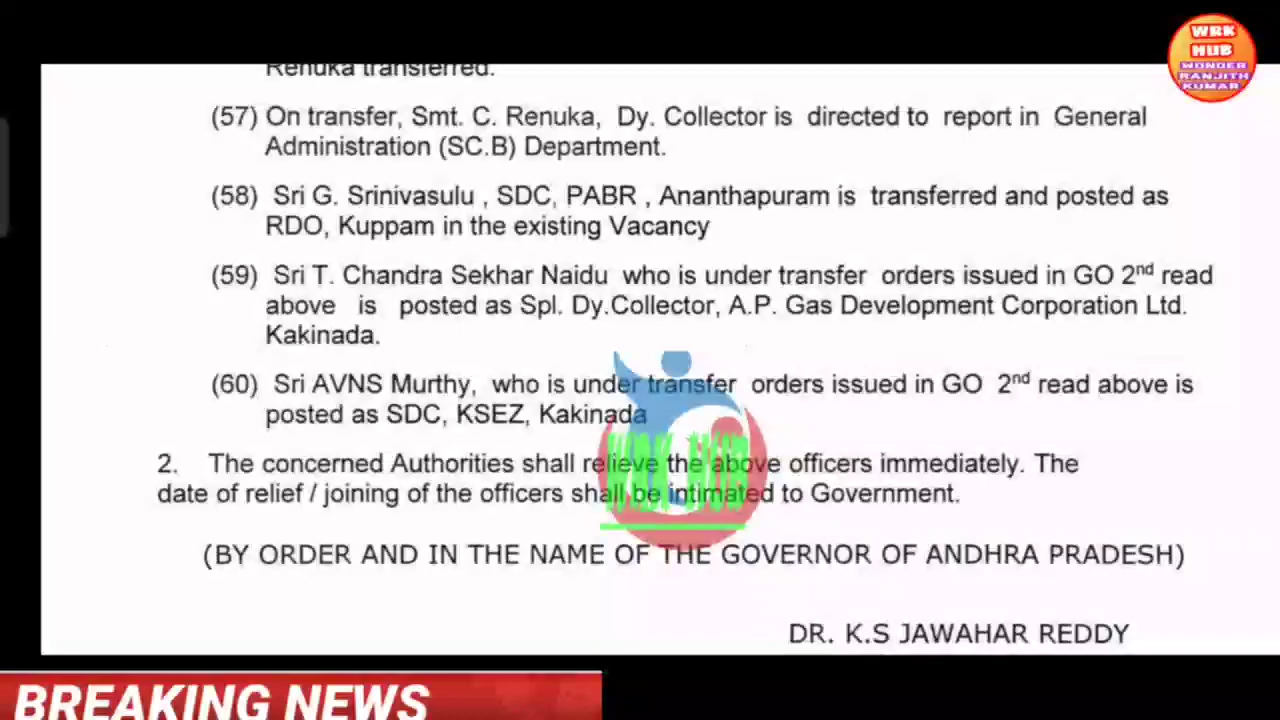 WRK
HUB
WONDER
RANJITH
KUMAR
Renuka transferred.
(57) On transfer, Smt. C. Renuka, Dy. Collector is directed to report in General
Administration (SC.B) Department.
(58) Sri G. Srinivasulu , SDC, PABR , Ananthapuram is transferred and posted as
RDO, Kuppam in the existing Vacancy
(59) Sri T. Chandra Sekhar Naidu who is under transfer orders issued in GO 2nd read
above is posted as Spl. Dy.Collector, A.P. Gas Development Corporation Ltd.
Kakinada.
(60) Sri AVNS Murthy, who is under transfer orders issued in GO 2nd read above is
posted as SDC, KSEZ, Kakinada
WRK HUB
2. The concerned Authorities shall relieve the above officers immediately. The
date of relief / joining of the officers shall be intimated to Government.
(BY ORDER AND IN THE NAME OF THE GOVERNOR OF ANDHRA PRADESH)
DR. K.S JAWAHAR REDDY
BREAKING NEWS